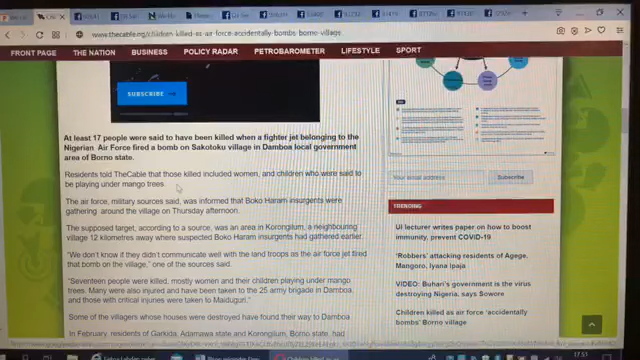 www.thecable.ng/children-killed-as-air-force-accidentally-bombs-borno-village
FRONT PAGE THE NATION BUSINESS POLICY RADAR PETROBAROMETER LIFESTYLE SPORT
SUBSCRIBE
At least 17 people were said to have been killed when a fighter jet belonging to the
Nigerian Air Force fired a bomb on Sakotoku village in Damboa local government
area of Borno state.
Residents told TheCable that those killed included women, and children who were said to
be playing under mango trees.
The air force, military sources said, was informed that Boko Haram insurgents were
gathering around the village on Thursday afternoon.
The supposed target, according to a source, was an area in Korongilum, a neighbouring
village 12 kilometres away where suspected Boko Haram insurgents had gathered earlier.
"We don't know if they didn't communicate well with the land troops as the air force jet fired
that bomb on the village," one of the sources said.
"Seventeen people were killed, mostly women and their children playing under mango
trees. Many were also injured and have been taken to the 25 army brigade in Damboa,
and those with critical injuries were taken to Maiduguri."
Some of the villagers whose houses were destroyed have found their way to Damboa
In February, residents of Garkida, Adamawa state and Korongilum, Borno state, had
Your email address
Subscribe
TRENDING
UI lecturer writes paper on how to boost
immunity, prevent COVID-19
'Robbers' attacking residents of Agege,
Mangoro, Iyana Ipaja
VIDEO: Buhari's government is the virus
destroying Nigeria, says Sowore
Children killed as air force 'accidentally
bombs' Borno village
17:51